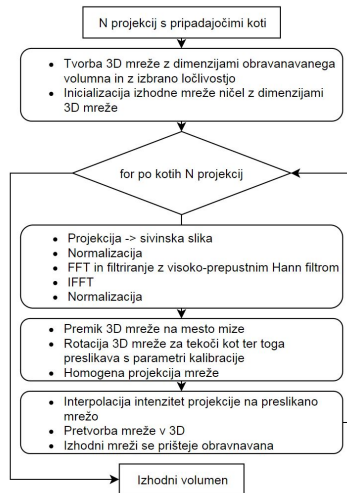 N projekcij s pripadajočimi koti
• Tvorba 3D mreže z dimenzijami obravanavanega
volumna in z izbrano ločlivostjo
• Inicializacija izhodne mreže ničel z dimenzijami
3D mreže
for po kotih N projekcij
• Projekcija -> sivinska slika
• Normalizacija
• FFT in filtriranje z visoko-prepustnim Hann filtrom
• IFFT
• Normalizacija
• Premik 3D mreže na mesto mize
• Rotacija 3D mreže za tekoči kot ter toga
preslikava s parametri kalibracije
• Homogena projekcija mreže
• Interpolacija intenzitet projekcije na preslikano
mrežo
• Pretvorba mreže v 3D
• Izhodni mreži se prišteje obravnavana
Izhodni volumen